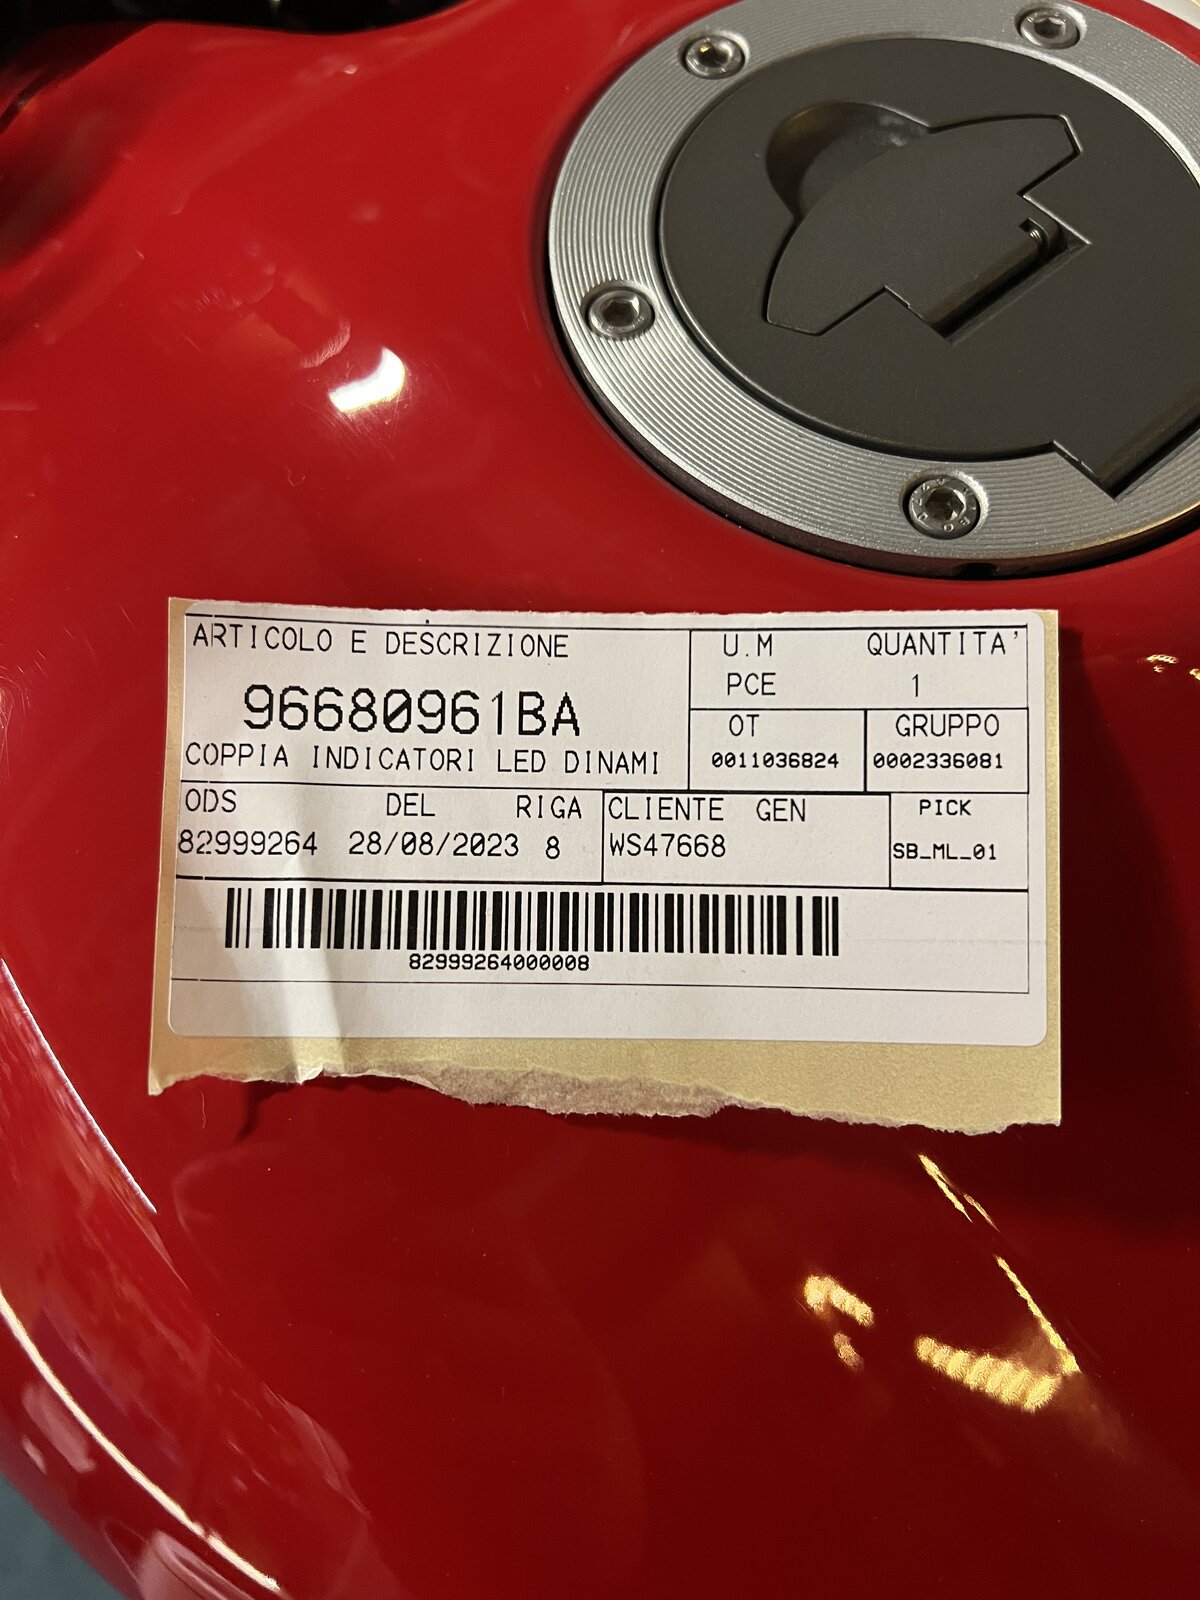 ARTICOLO E DESCRIZIONE
96680961BA
COPPIA INDICATORI LED DINAMI
U.M QUANTITA'
PCE 1
OT GRUPPO
0011036824 0002336081
ODS DEL RIGA
82999264 28/08/2023 8
CLIENTE GEN
WS47668
PICK
SB_ML_01
82999264000008